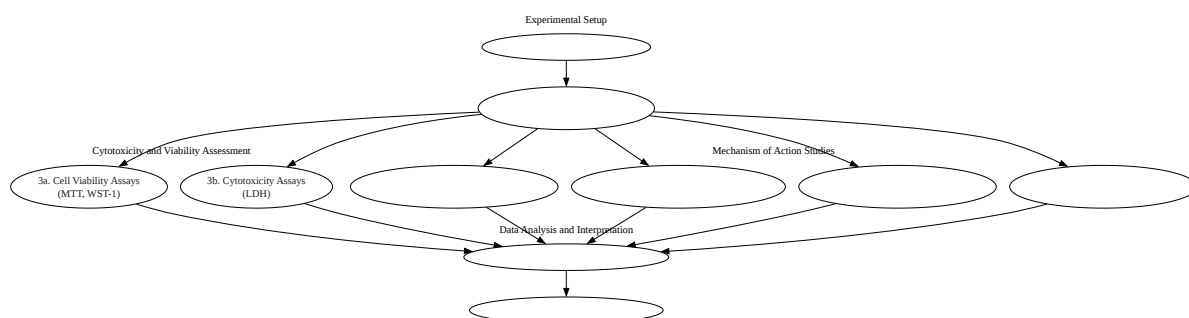 Experimental Setup
Cytotoxicity and Viability Assessment
Mechanism of Action Studies
3a. Cell Viability Assays
(MTT, WST-1)
3b. Cytotoxicity Assays
(LDH)
Data Analysis and Interpretation